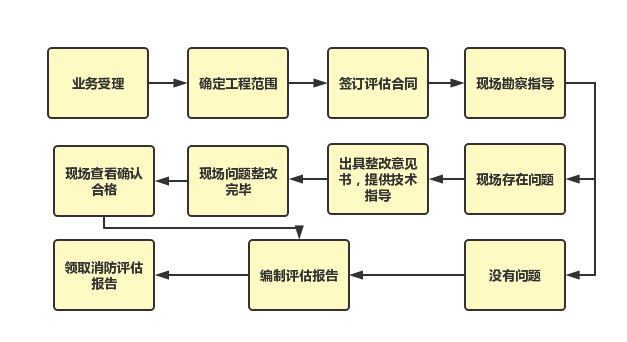 业务受理
确定工程范围
签订评估合同
现场勘察指导
现场查看确认
合格
现场问题整改
完毕
出具整改意见
书，提供技术
指导
现场存在问题
领取消防评估
报告
编制评估报告
没有问题